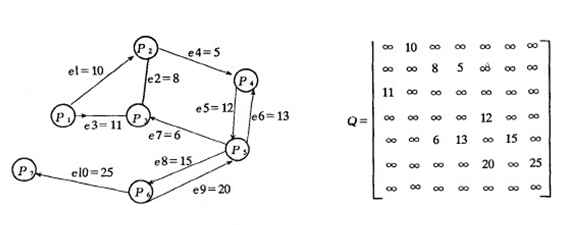 P2
e4=5
e1=10
e2=8
P4
e5=12
e6=13
P1
e3=11
P3
e7=6
P5
e8=15
P7
e10=25
e9=20
P6
Q=
∞ 10 ∞ ∞ ∞ ∞ ∞
∞ ∞ 8 5 ∞ ∞ ∞
11 ∞ ∞ ∞ ∞ ∞ ∞
∞ ∞ ∞ ∞ 12 ∞ ∞
∞ ∞ 6 13 ∞ 15 ∞
∞ ∞ ∞ ∞ 20 ∞ 25
∞ ∞ ∞ ∞ ∞ ∞ ∞